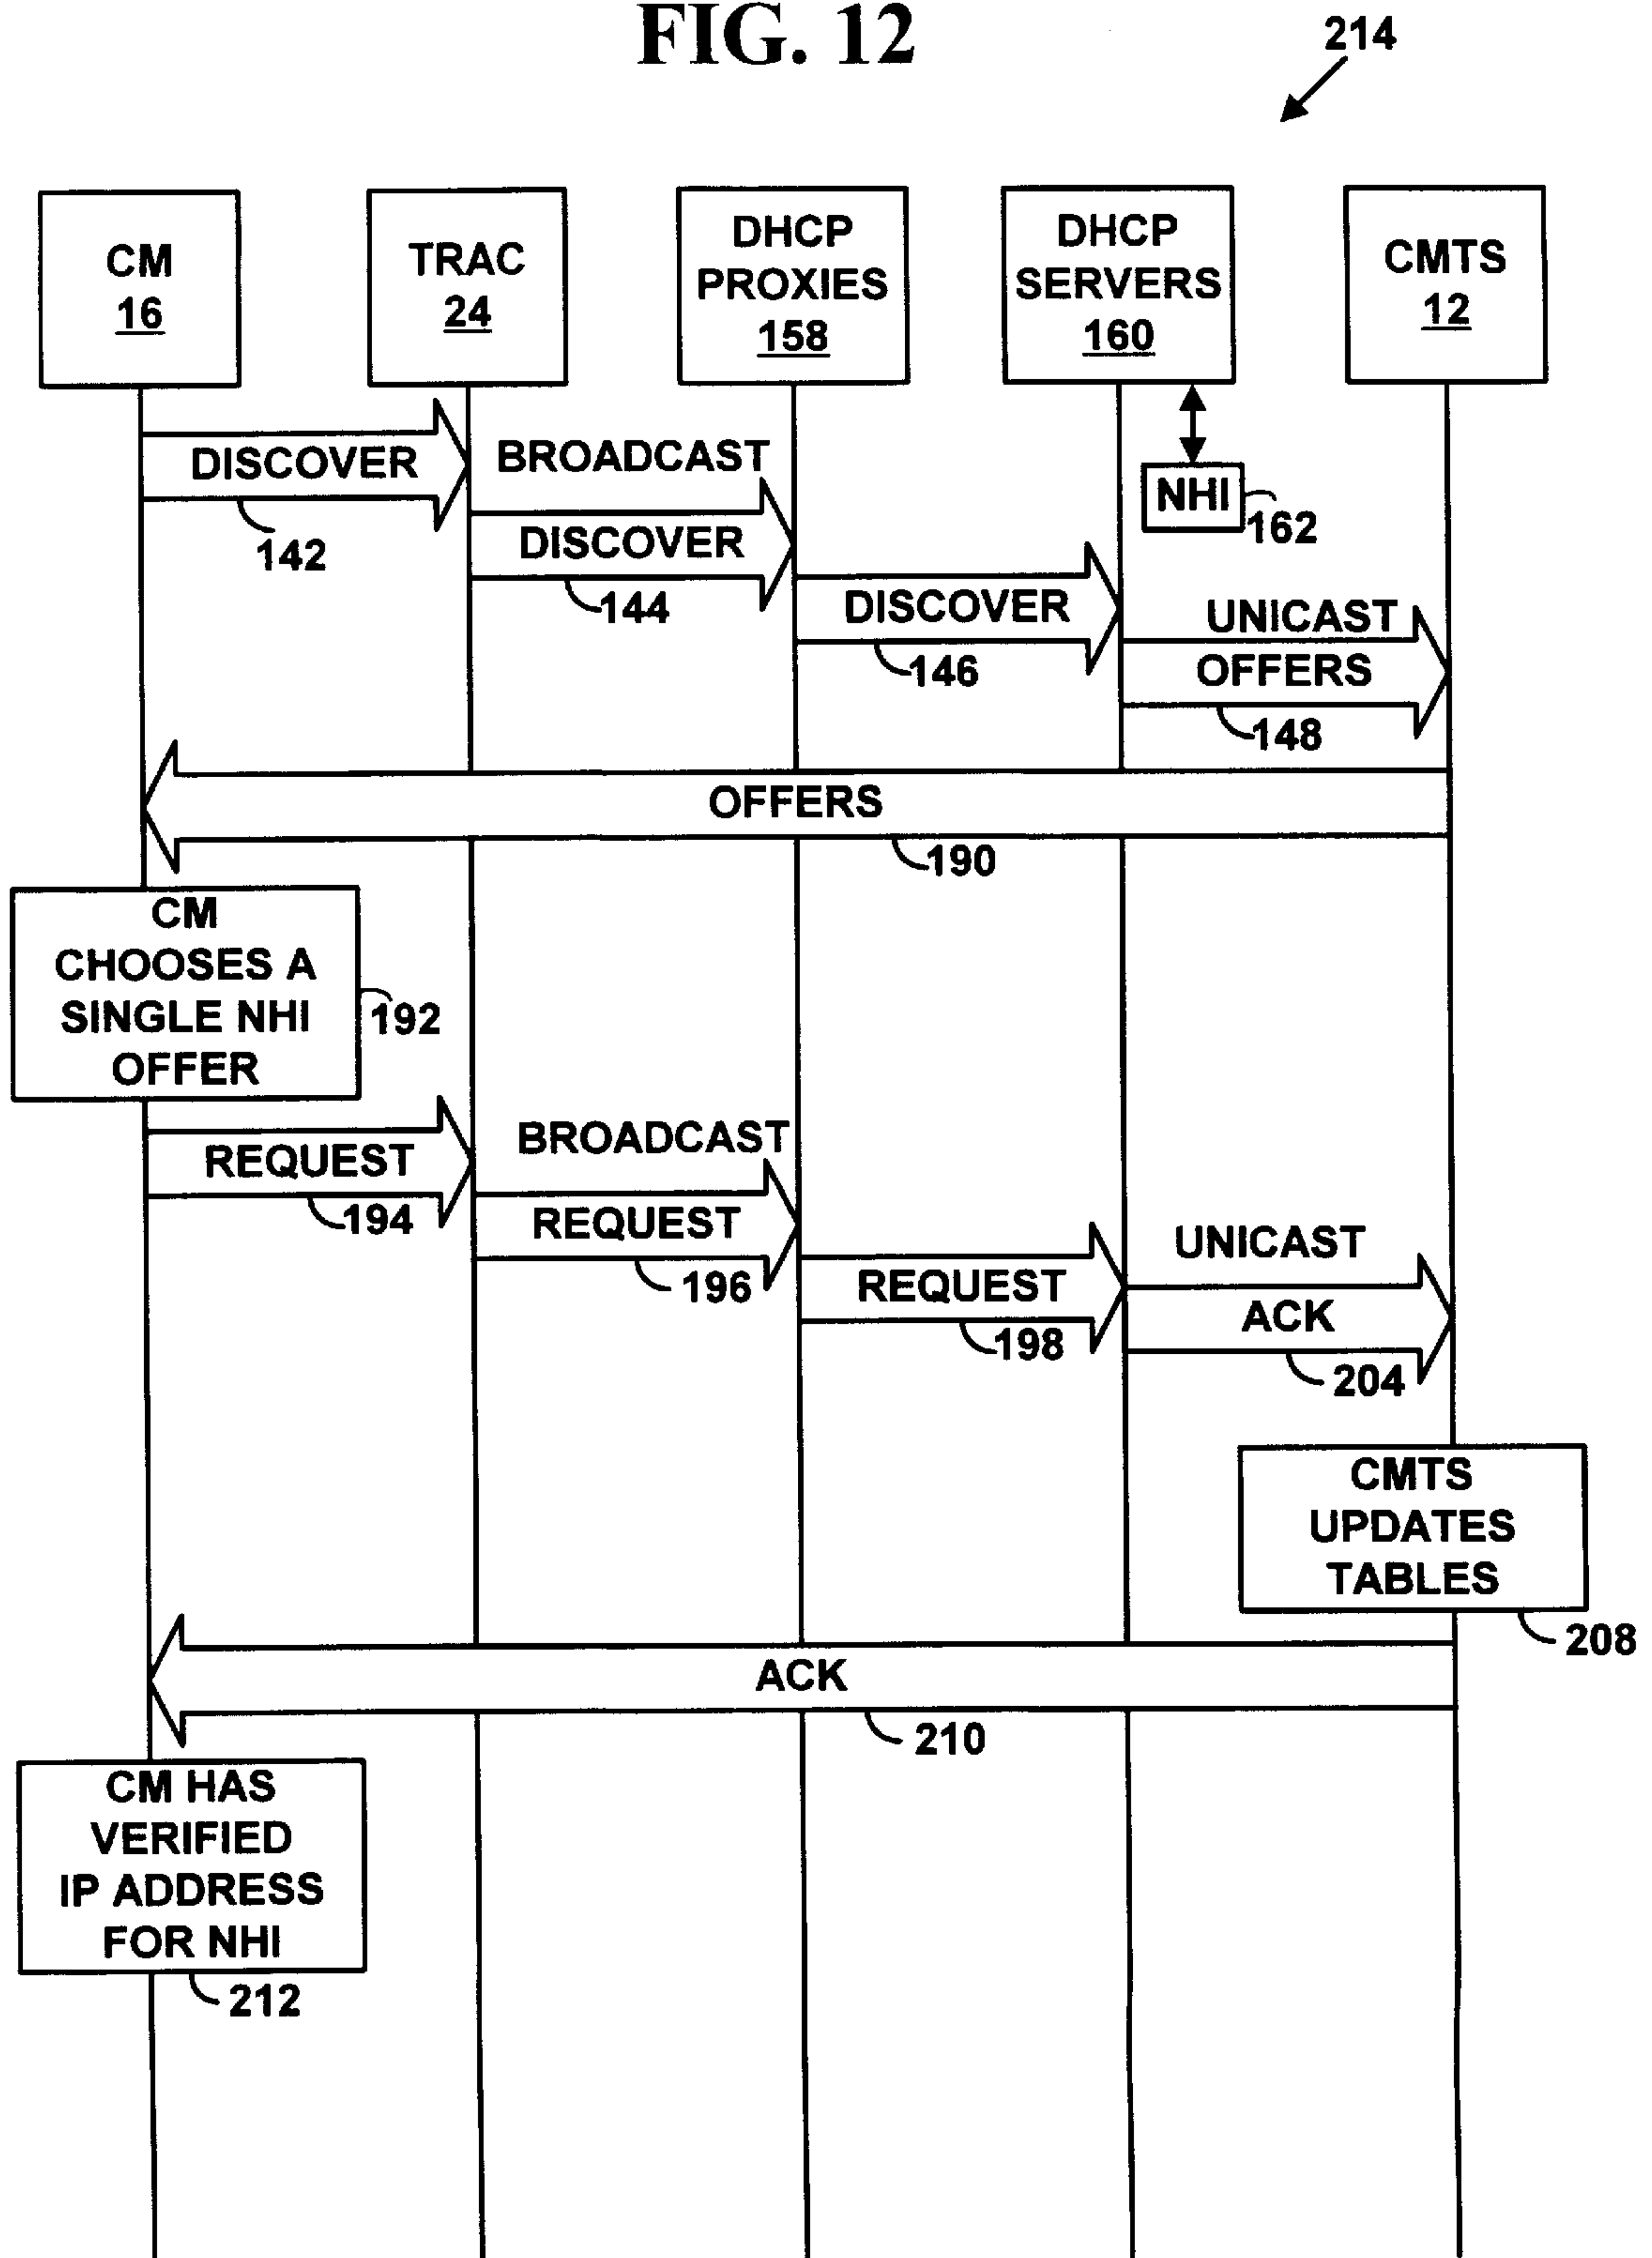 FIG. 12
214
CM
16
TRAC
24
DHCP
PROXIES
158
DHCP
SERVERS
160
CMTS
12
DISCOVER
142
BROADCAST
DISCOVER
144
NHI
162
DISCOVER
146
UNICAST
OFFERS
148
OFFERS
190
CM
CHOOSES A
SINGLE NHI
OFFER
192
REQUEST
194
BROADCAST
REQUEST
196
REQUEST
198
UNICAST
ACK
204
CMTS
UPDATES
TABLES
208
ACK
210
CM HAS
VERIFIED
IP ADDRESS
FOR NHI
212